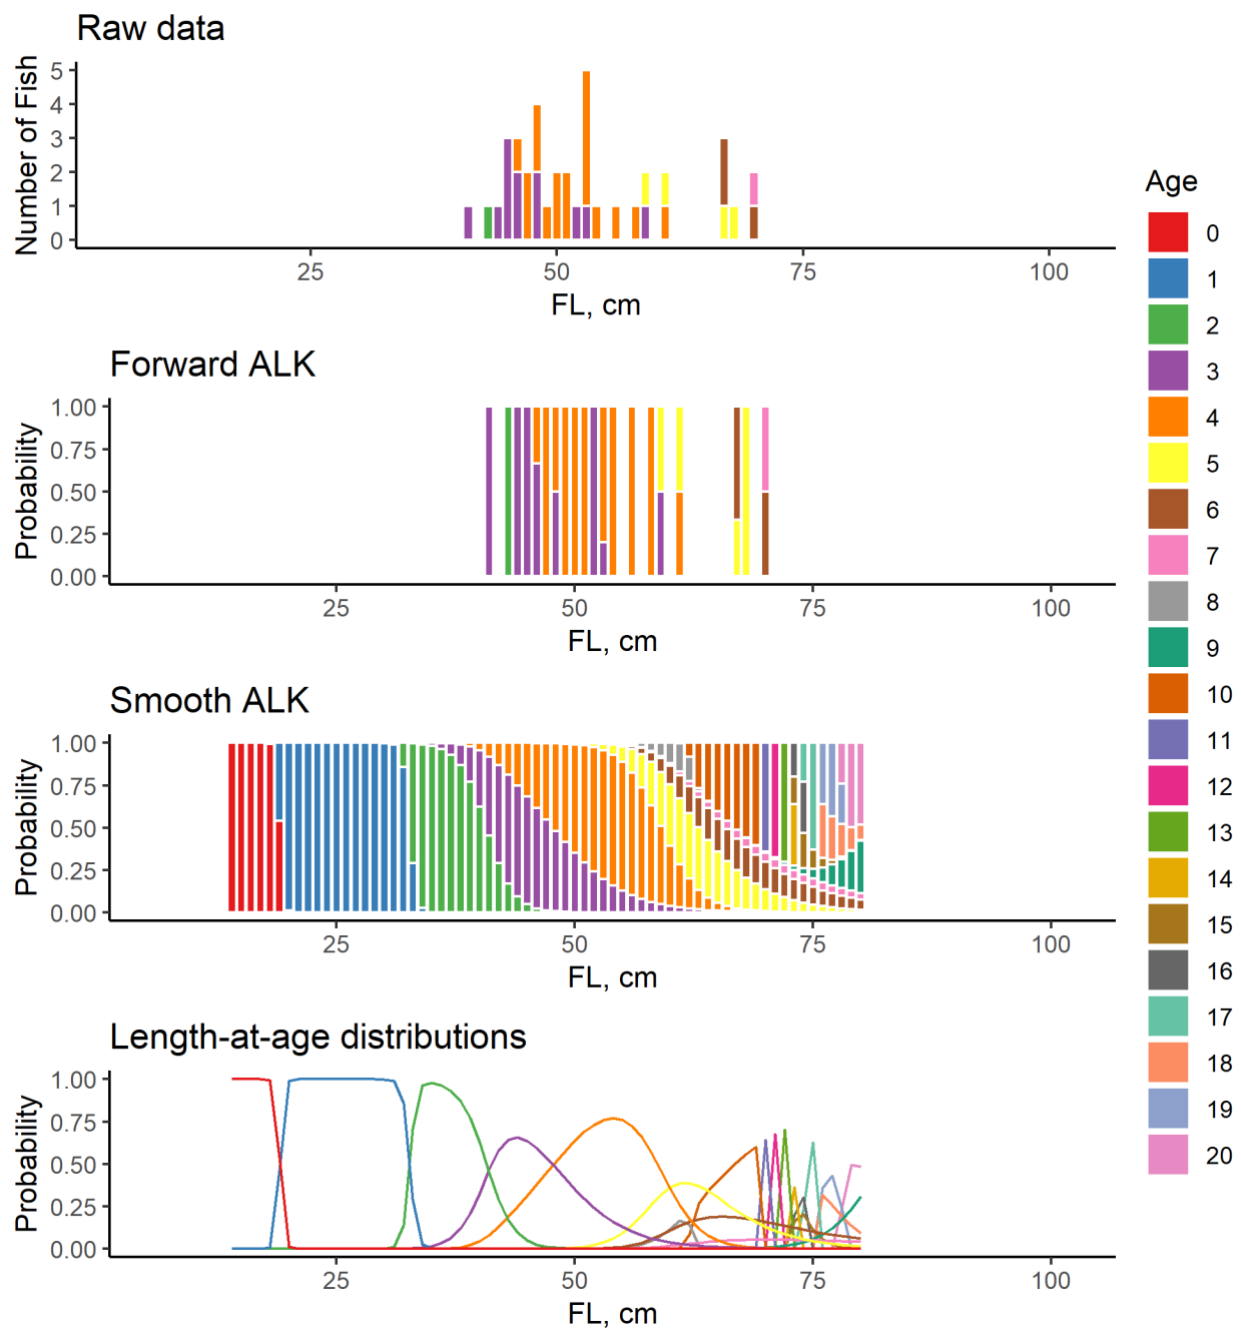 Raw data
Number of Fish
5
4
3
2
1
0
25 50 75 100
FL, cm
Forward ALK
Probability
1.00
0.75
0.50
0.25
0.00
25 50 75 100
FL, cm
Smooth ALK
Probability
1.00
0.75
0.50
0.25
0.00
25 50 75 100
FL, cm
Length-at-age distributions
Probability
1.00
0.75
0.50
0.25
0.00
25 50 75 100
FL, cm
Age
0
1
2
3
4
5
6
7
8
9
10
11
12
13
14
15
16
17
18
19
20